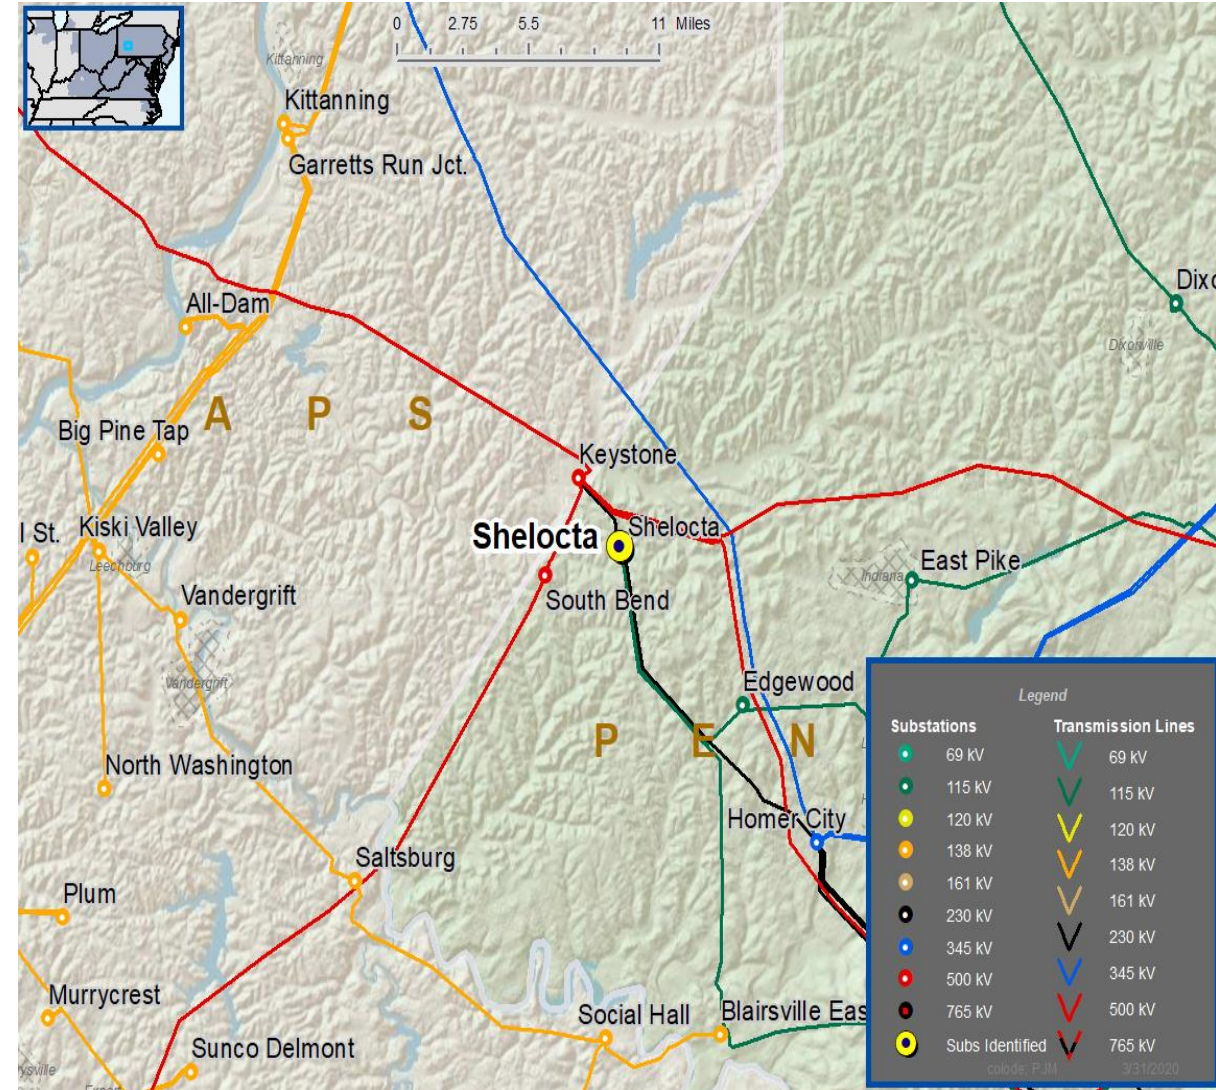 0 2.75 5.5 11 Miles
Kittanning
Kittanning
Garretts Run Jct.
All-Dam
Dixonville
A P S
Big Pine Tap
Keystone
l St.
Kiski Valley
Leechburg
Shelocta
Shelocta
East Pike
Indiana
Vandergrift
South Bend
Vandergrift
Edgewood
P E N
North Washington
Homer City
Saltsburg
Plum
Murrycrest
Social Hall
Blairsville Eas
Sunco Delmont
Legend
Substations Transmission Lines
69 kV 69 kV
115 kV 115 kV
120 kV 120 kV
138 kV 138 kV
161 kV 161 kV
230 kV 230 kV
345 kV 345 kV
500 kV 500 kV
765 kV 765 kV
Subs Identified
colode: PJM 3/31/2020